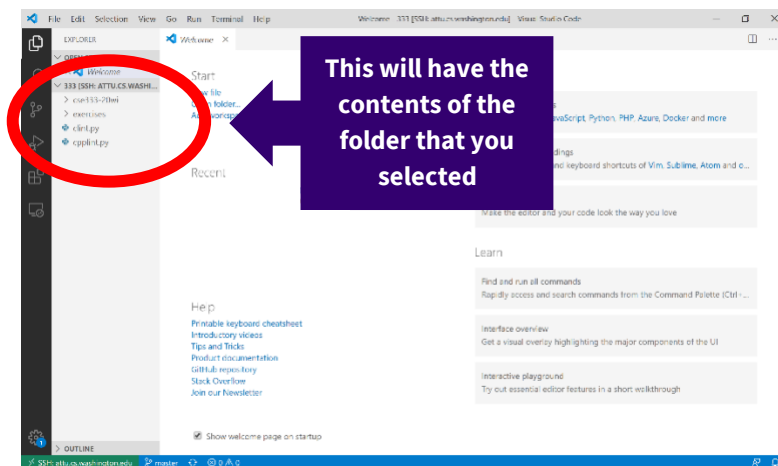 File Edit Selection View Go Run Terminal Help
Welcome - 333 [SSH: attu.cs.washington.edu] - Visual Studio Code
EXPLORER
Welcome
OPEN
Welcome
333 [SSH: ATTU.CS.WASHI...
cse333-20wi
exercises
clint.py
cpplint.py
OUTLINE
Start
file
folder...
Recent
Help
Printable keyboard cheatsheet
Introductory videos
Tips and Tricks
Product documentation
GitHub repository
Stack Overflow
Join our Newsletter
Show welcome page on startup
This will have the
contents of the
folder that you
selected
JavaScript, Python, PHP, Azure, Docker and more
and keyboard shortcuts of Vim, Sublime, Atom and o...
Make the editor and your code look the way you love
Learn
Find and run all commands
Rapidly access and search commands from the Command Palette (Ctrl+...
Interface overview
Get a visual overlay highlighting the major components of the UI
Interactive playground
Try out essential editor features in a short walkthrough
SSH: attu.cs.washington.edu master 0 0